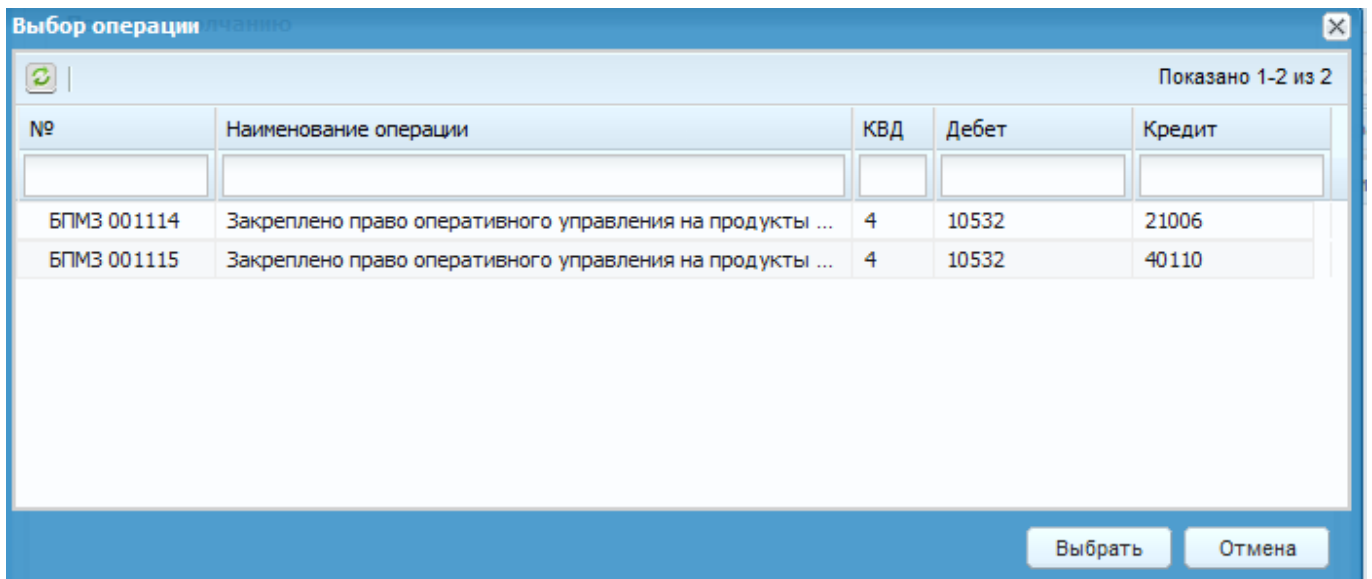 Выбор операции
Показано 1-2 из 2
№ Наименование операции КВД Дебет Кредит
БПМЗ 001114 Закреплено право оперативного управления на продукты ... 4 10532 21006
БПМЗ 001115 Закреплено право оперативного управления на продукты ... 4 10532 40110
Выбрать Отмена